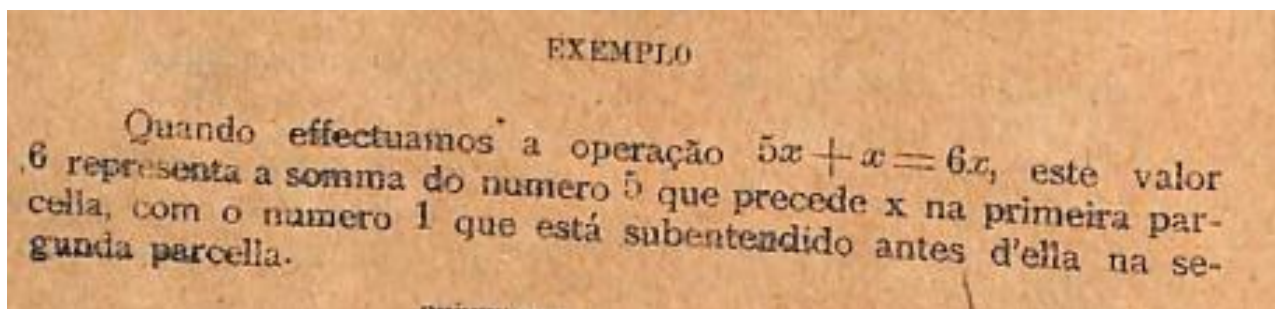 EXEMPLO
Quando effectuamos a operação 5x + x = 6x, este valor
6 representa a somma do numero 5 que precede x na primeira par-
cella, com o numero 1 que está subentendido antes d'ella na se-
gunda parcella.